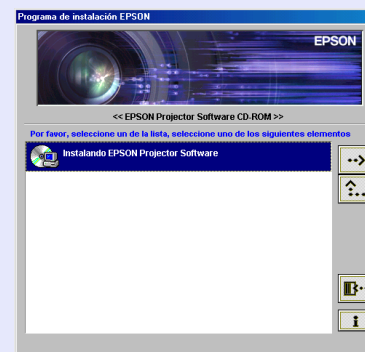 Programa de instalación EPSON
EPSON
<< EPSON Projector Software CD-ROM >>
Por favor, seleccione un de la lista, seleccione uno de los siguientes elementos
Instalando EPSON Projector Software